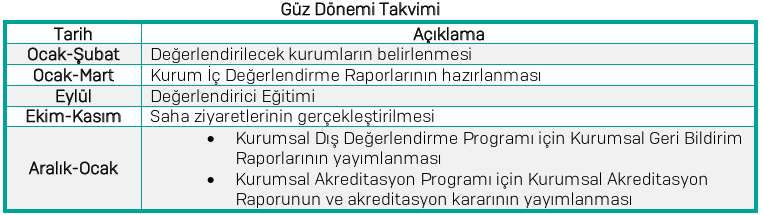 Güz Dönemi Takvimi
Tarih Açıklama
Ocak-Şubat Değerlendirilecek kurumların belirlenmesi
Ocak-Mart Kurum İç Değerlendirme Raporlarının hazırlanması
Eylül Değerlendirici Eğitimi
Ekim-Kasım Saha ziyaretlerinin gerçekleştirilmesi
Aralık-Ocak
• Kurumsal Dış Değerlendirme Programı için Kurumsal Geri Bildirim
Raporlarının yayımlanması
• Kurumsal Akreditasyon Programı için Kurumsal Akreditasyon
Raporunun ve akreditasyon kararının yayımlanması